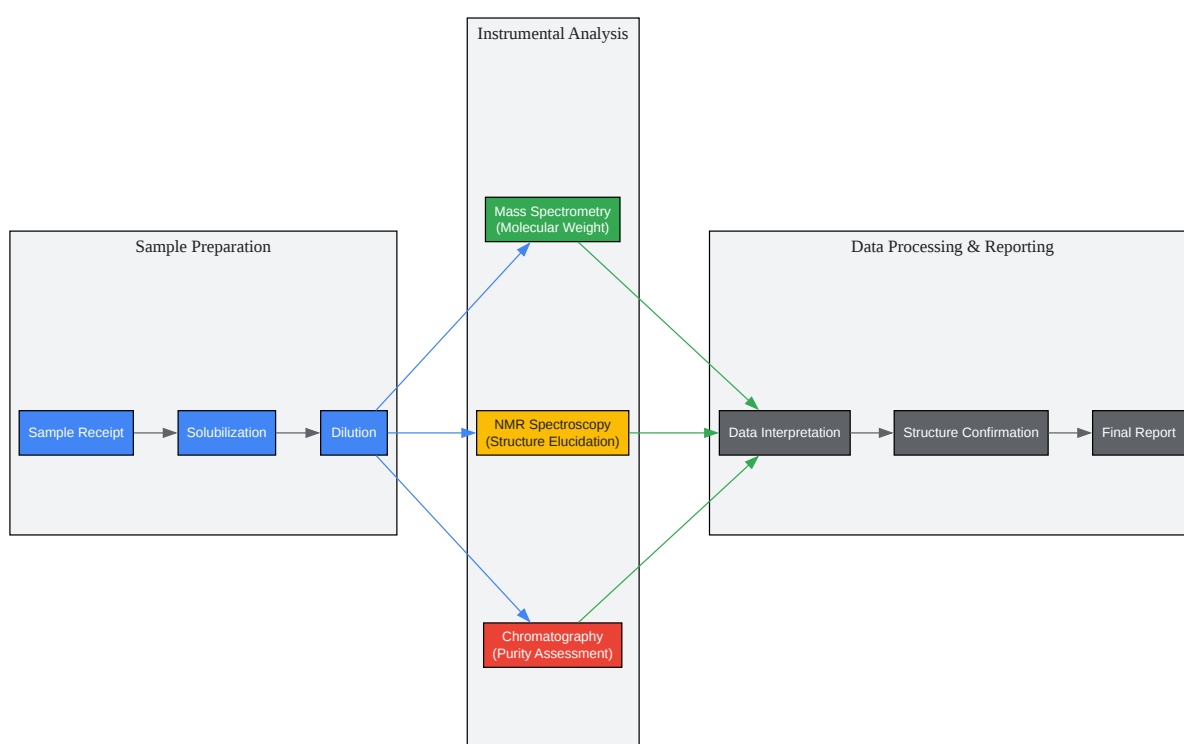 Instrumental Analysis
Mass Spectrometry
(Molecular Weight)
Sample Preparation
Data Processing & Reporting
Sample Receipt
Solubilization
Dilution
NMR Spectroscopy
(Structure Elucidation)
Data Interpretation
Structure Confirmation
Final Report
Chromatography
(Purity Assessment)